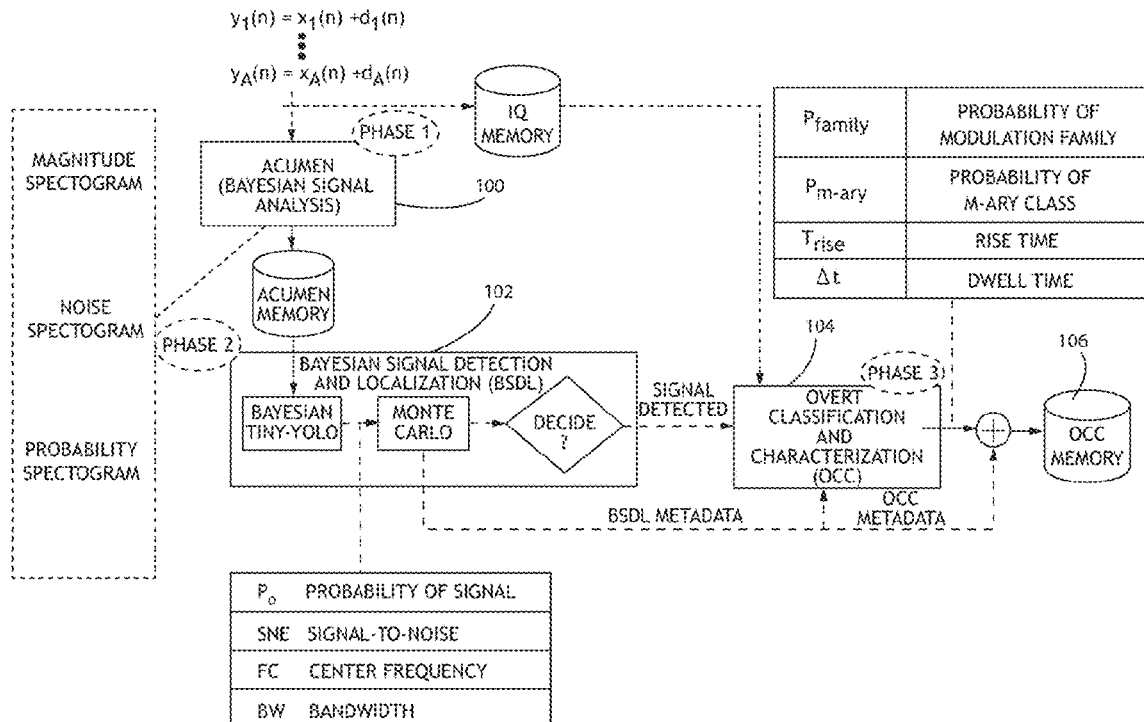 y1(n) = x1(n) +d1(n)
yA(n) = xA(n) +dA(n)
IQ
MEMORY
PHASE 1
ACUMEN
(BAYESIAN SIGNAL
ANALYSIS)
100
MAGNITUDE
SPECTOGRAM
NOISE
SPECTOGRAM
PROBABILITY
SPECTOGRAM
PHASE 2
ACUMEN
MEMORY
102
BAYESIAN SIGNAL DETECTION
AND LOCALIZATION (BSDL)
BAYESIAN
TINY-YOLO
MONTE
CARLO
DECIDE
?
SIGNAL
DETECTED
Pfamily
PROBABILITY OF
MODULATION FAMILY
Pm-ary
PROBABILITY OF
M-ARY CLASS
Trise
RISE TIME
Δt
DWELL TIME
104
PHASE 3
OVERT
CLASSIFICATION
AND
CHARACTERIZATION
(OCC)
106
OCC
MEMORY
BSDL METADATA
OCC
METADATA
Po PROBABILITY OF SIGNAL
SNE SIGNAL-TO-NOISE
FC CENTER FREQUENCY
BW BANDWIDTH